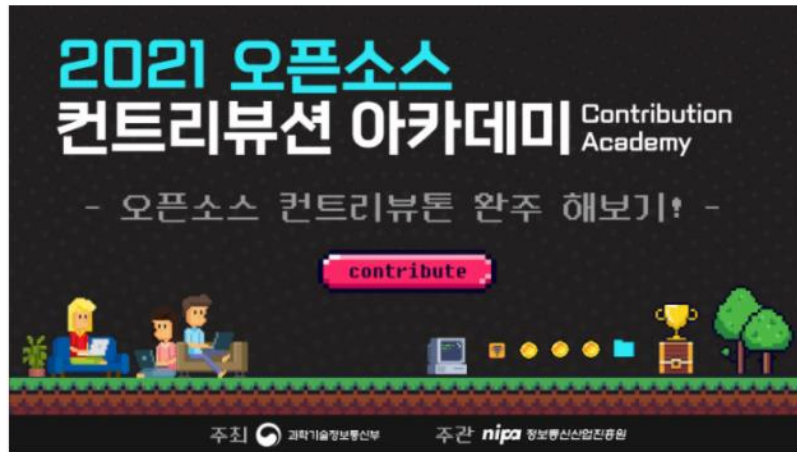 2021 오픈소스
컨트리뷰션 아카데미 Contribution Academy
- 오픈소스 컨트리뷰톤 완주 해보기! -
contribute
주최 과학기술정보통신부 주관 nipa 정보통신산업진흥원